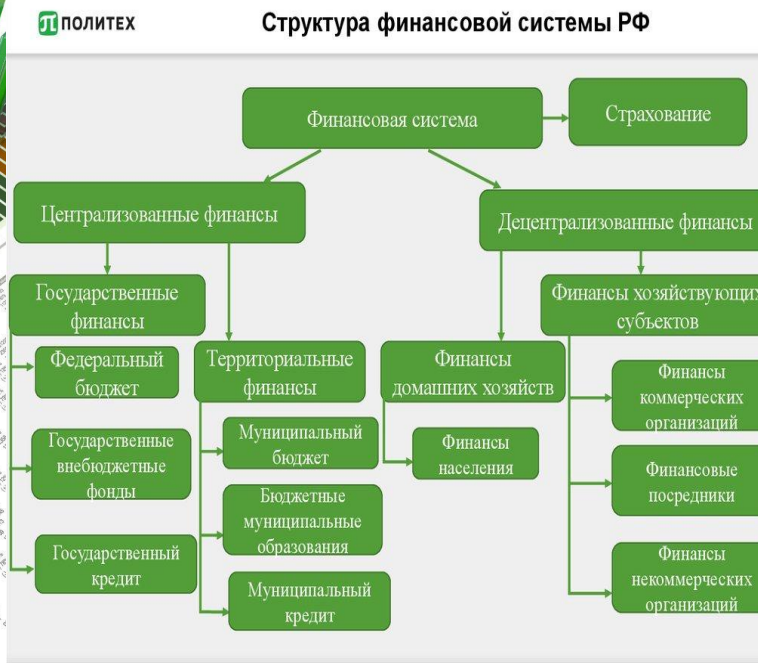 ПОЛИТЕХ
Структура финансовой системы РФ
Финансовая система
Страхование
Централизованные финансы
Децентрализованные финансы
Государственные
финансы
Финансы хозяйствующих
субъектов
Федеральный
бюджет
Территориальные
финансы
Финансы
домашних хозяйств
Финансы
коммерческих
организаций
Государственные
внебюджетные
фонды
Муниципальный
бюджет
Финансы
населения
Финансовые
посредники
Бюджетные
муниципальные
образования
Государственный
кредит
Муниципальный
кредит
Финансы
некоммерческих
организаций